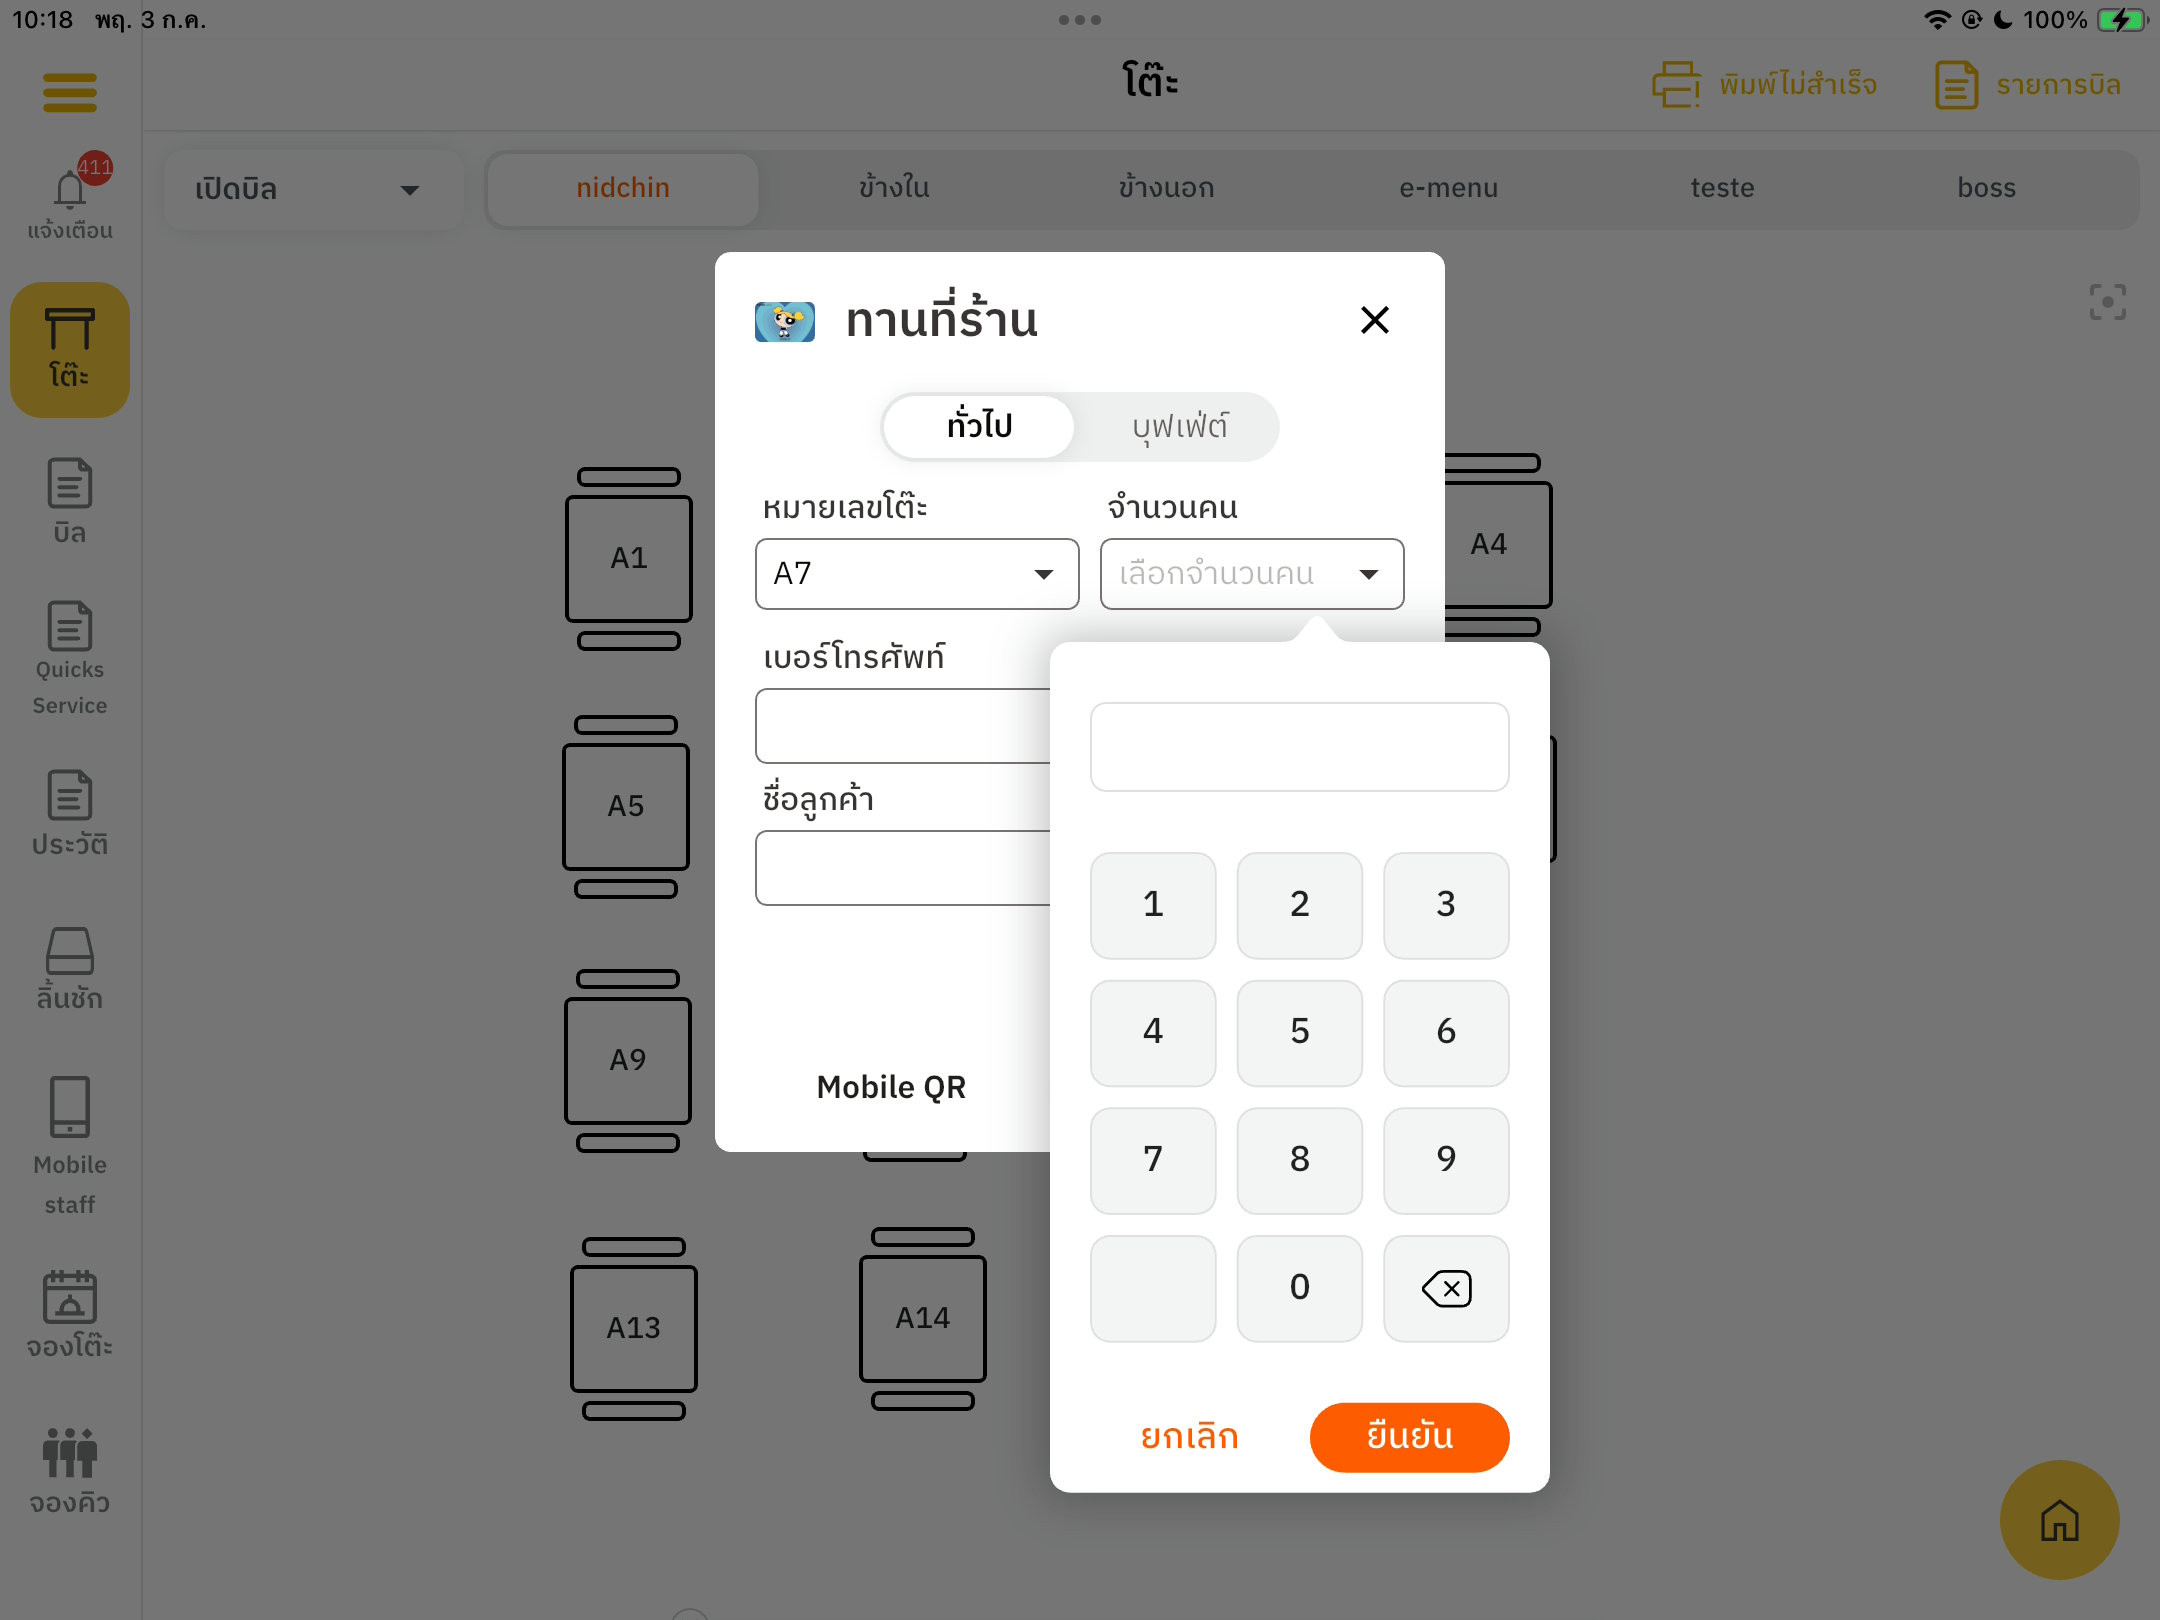 10:18 พฤ. 3 ก.ค.
100%
โต๊ะ
พิมพ์ไม่สำเร็จ
รายการบิล
411
แจ้งเตือน
เปิดบิล
nidchin
ข้างใน
ข้างนอก
e-menu
teste
boss
โต๊ะ
บิล
Quicks
Service
ประวัติ
ลิ้นชัก
Mobile
staff
จองโต๊ะ
จองคิว
A1
A4
A5
A9
A13
A14
ทานที่ร้าน
ทั่วไป
บุฟเฟ่ต์
หมายเลขโต๊ะ
จำนวนคน
A7
เลือกจำนวนคน
เบอร์โทรศัพท์
ชื่อลูกค้า
Mobile QR
1
2
3
4
5
6
7
8
9
0
ยกเลิก
ยืนยัน